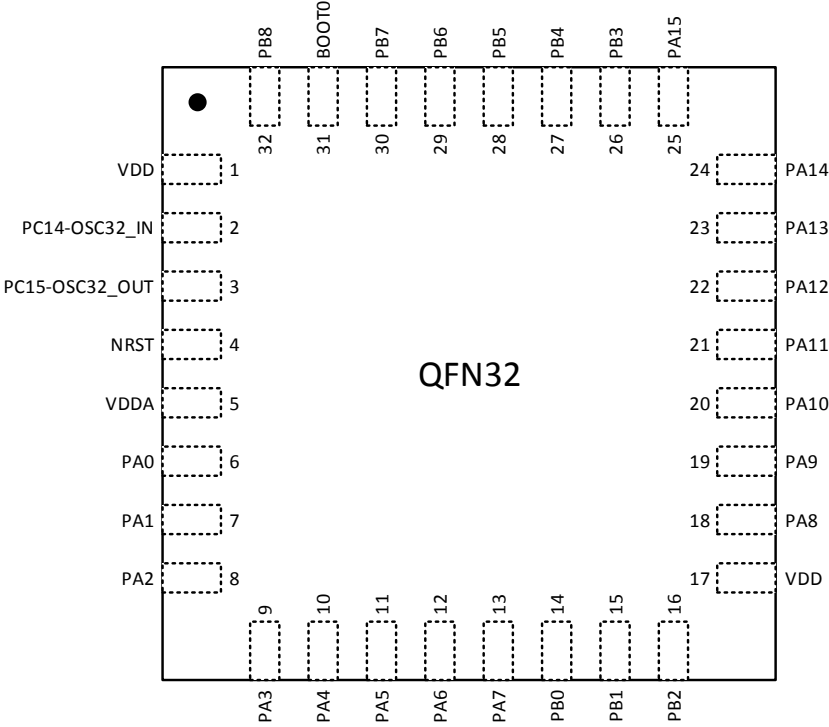 PB8 BOOT0 PB7 PB6 PB5 PB4 PB3 PA15
32 31 30 29 28 27 26 25
VDD 1 24 PA14
PC14-OSC32_IN 2 23 PA13
PC15-OSC32_OUT 3 22 PA12
NRST 4 21 PA11
QFN32
VDDA 5 20 PA10
PA0 6 19 PA9
PA1 7 18 PA8
PA2 8 17 VDD
9 10 11 12 13 14 15 16
PA3 PA4 PA5 PA6 PA7 PB0 PB1 PB2